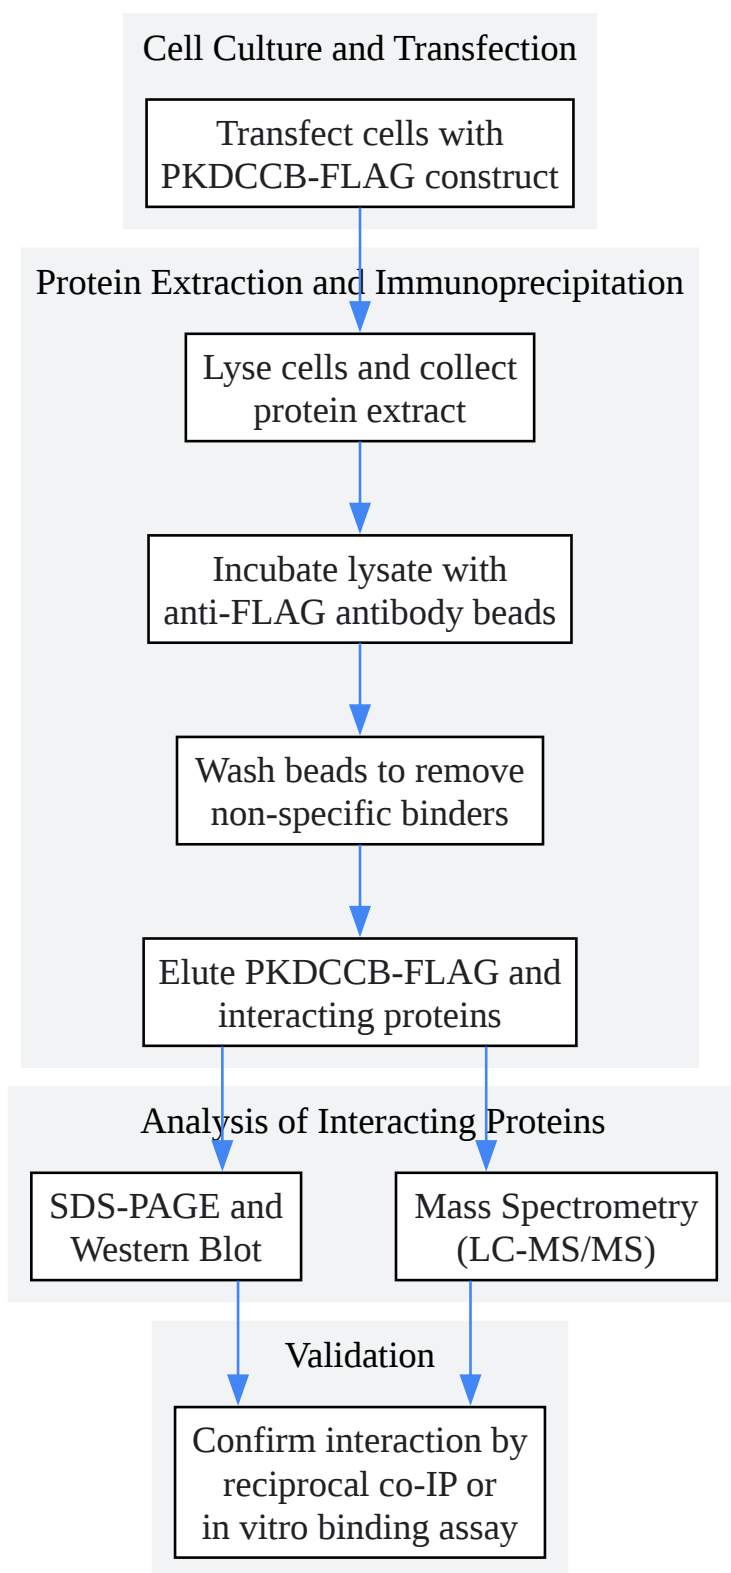 Cell Culture and Transfection
Transfect cells with
PKDCCB-FLAG construct
Protein Extraction and Immunoprecipitation
Lyse cells and collect
protein extract
Incubate lysate with
anti-FLAG antibody beads
Wash beads to remove
non-specific binders
Elute PKDCCB-FLAG and
interacting proteins
Analysis of Interacting Proteins
SDS-PAGE and
Western Blot
Mass Spectrometry
(LC-MS/MS)
Validation
Confirm interaction by
reciprocal co-IP or
in vitro binding assay